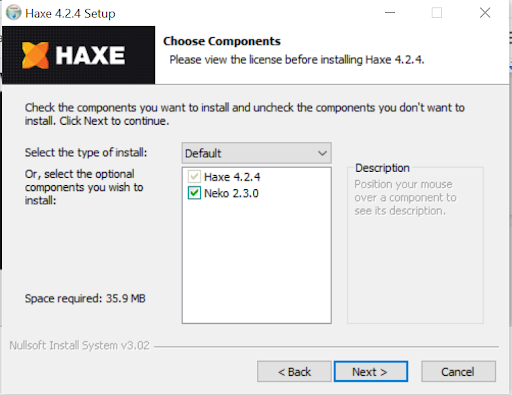 Haxe 4.2.4 Setup
HAXE
Choose Components
Please view the license before installing Haxe 4.2.4.
Check the components you want to install and uncheck the components you don't want to
install. Click Next to continue.
Select the type of install:
Default
Or, select the optional
components you wish to
install:
Haxe 4.2.4
Neko 2.3.0
Description
Position your mouse
over a component to
see its description.
Space required: 35.9 MB
Nullsoft Install System v3.02
< Back
Next >
Cancel